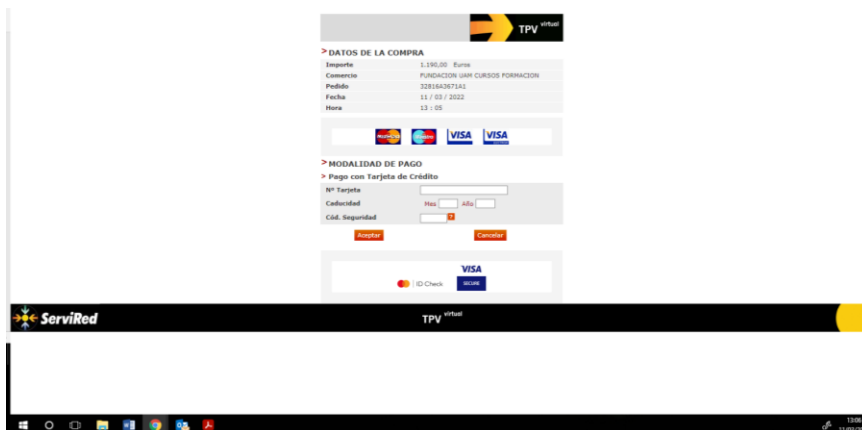 TPV virtual
>DATOS DE LA COMPRA
Importe 1.190,00 Euros
Comercio FUNDACION UAM CURSOS FORMACION
Pedido 3281643671A1
Fecha 11 / 03 / 2022
Hora 13 : 05
VISA VISA
>MODALIDAD DE PAGO
> Pago con Tarjeta de Crédito
Nº Tarjeta
Caducidad Mes Año
Cód. Seguridad ?
Aceptar Cancelar
VISA
ID Check SECURE
ServiRed TPV virtual
13:06